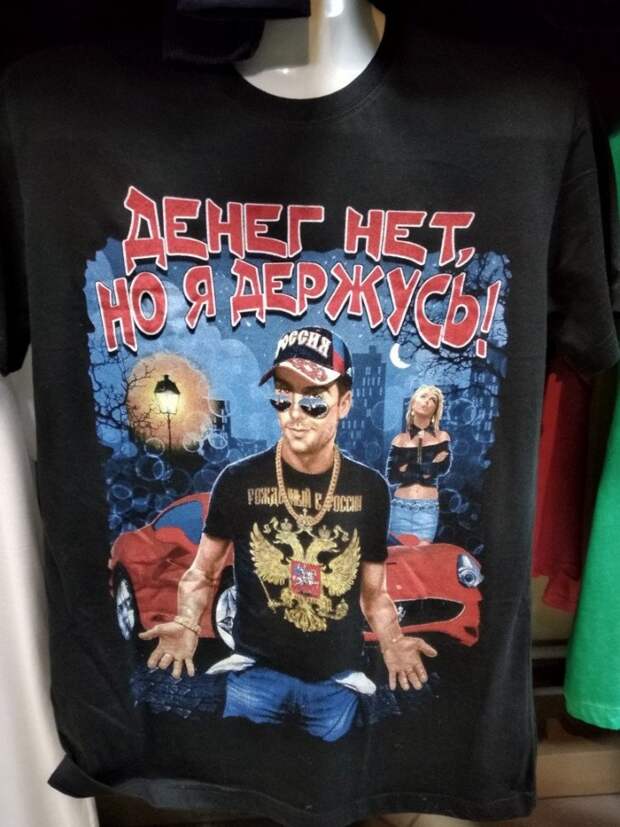 ДЕНЕГ НЕТ,
НО Я ДЕРЖУСЬ!
РОССИЯ
РОЖДЕННЫЙ В РОССИИ